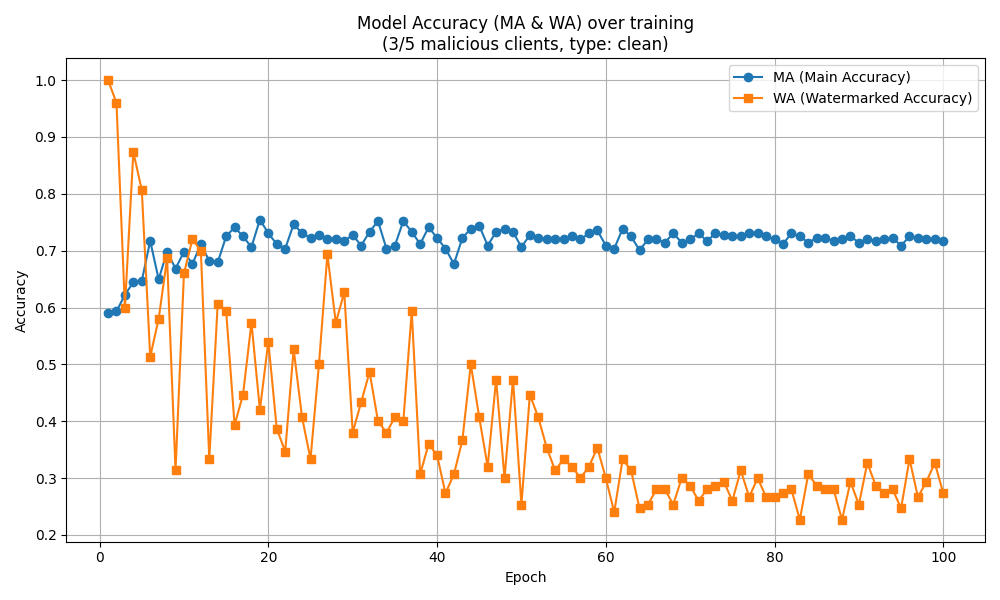 Model Accuracy (MA & WA) over training
(3/5 malicious clients, type: clean)
MA (Main Accuracy)
WA (Watermarked Accuracy)
Accuracy
1.0
0.9
0.8
0.7
0.6
0.5
0.4
0.3
0.2
0 20 40 60 80 100
Epoch